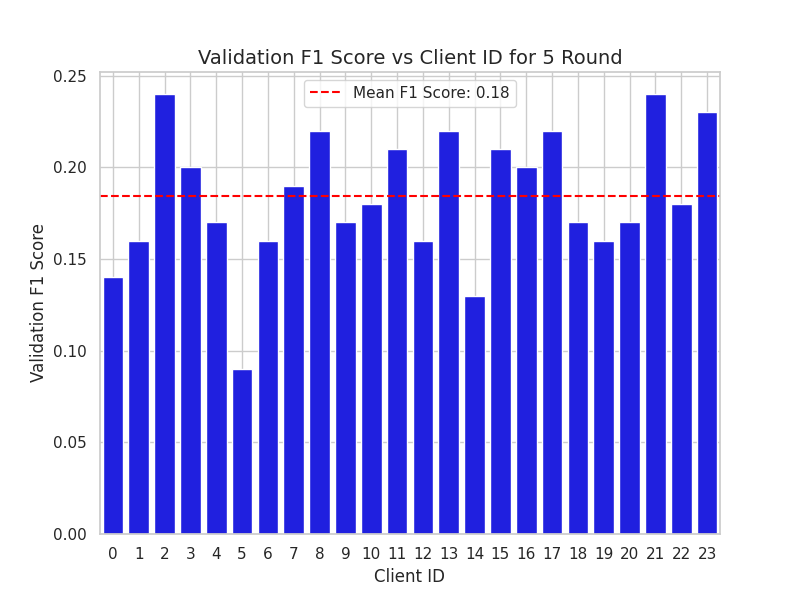 Validation F1 Score vs Client ID for 5 Round
Mean F1 Score: 0.18
0.25
0.20
0.15
0.10
0.05
0.00
Validation F1 Score
0 1 2 3 4 5 6 7 8 9 10 11 12 13 14 15 16 17 18 19 20 21 22 23
Client ID